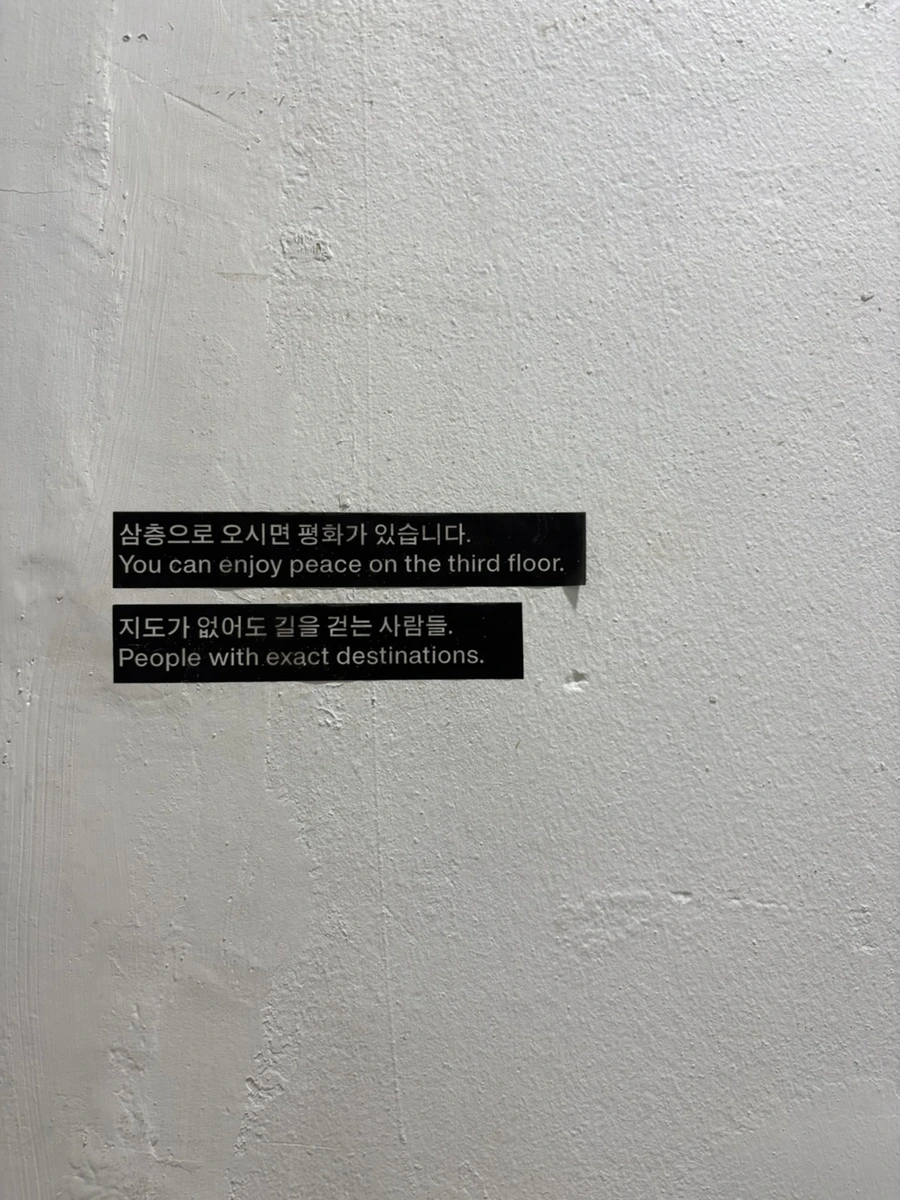 삼층으로 오시면 평화가 있습니다.
You can enjoy peace on the third floor.
지도가 없어도 길을 걷는 사람들.
People with exact destinations.